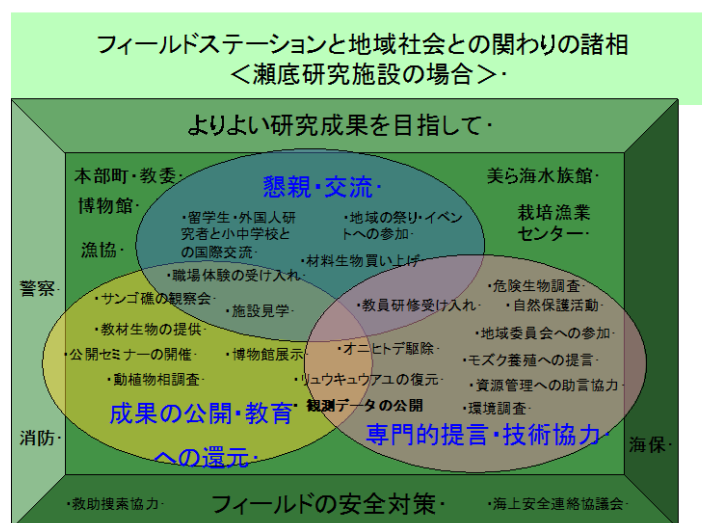 フィールドステーションと地域社会との関わりの諸相
＜瀬底研究施設の場合＞・
よりよい研究成果を目指して・
本部町・教委・
博物館・
漁協・
懇親・交流・
・留学生・外国人研
究者と小中学校と
の国際交流・
・地域の祭り・イベン
トへの参加・
・材料生物買い上げ・
美ら海水族館・
栽培漁業
センター・
警察・
・職場体験の受け入れ・
・サンゴ礁の観察会・
・施設見学・
・教員研修受け入れ・
・危険生物調査・
・自然保護活動・
・教材生物の提供・
・公開セミナーの開催・
・博物館展示・
・オニヒトデ駆除・
・地域委員会への参加・
・モズク養殖への提言・
・動植物相調査・
・リュウキュウアユの復元・
・資源管理への助言協力・
・観測データの公開
・環境調査・
成果の公開・教育
への還元・
専門的提言・技術協力・
消防・
海保・
・救助捜索協力・
フィールドの安全対策・
・海上安全連絡協議会・